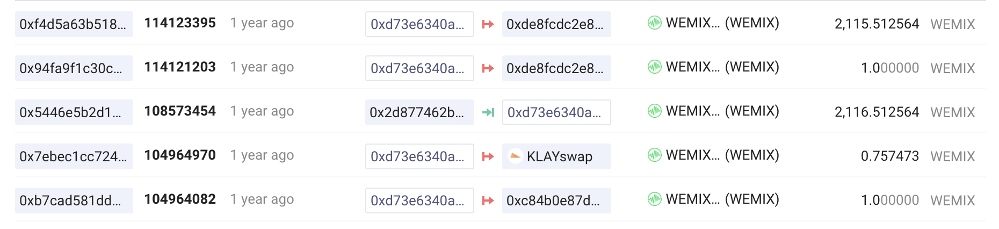 0xf4d5a63b518... 114123395 1 year ago 0xd73e6340a... 0xde8fcdc2e8... WEMIX... (WEMIX) 2,115.512564 WEMIX
0x94fa9f1c30c... 114121203 1 year ago 0xd73e6340a... 0xde8fcdc2e8... WEMIX... (WEMIX) 1.000000 WEMIX
0x5446e5b2d1... 108573454 1 year ago 0x2d877462b... 0xd73e6340a... WEMIX... (WEMIX) 2,116.512564 WEMIX
0x7ebec1cc724... 104964970 1 year ago 0xd73e6340a... KLAYswap WEMIX... (WEMIX) 0.757473 WEMIX
0xb7cad581dd... 104964082 1 year ago 0xd73e6340a... 0xc84b0e87d... WEMIX... (WEMIX) 1.000000 WEMIX